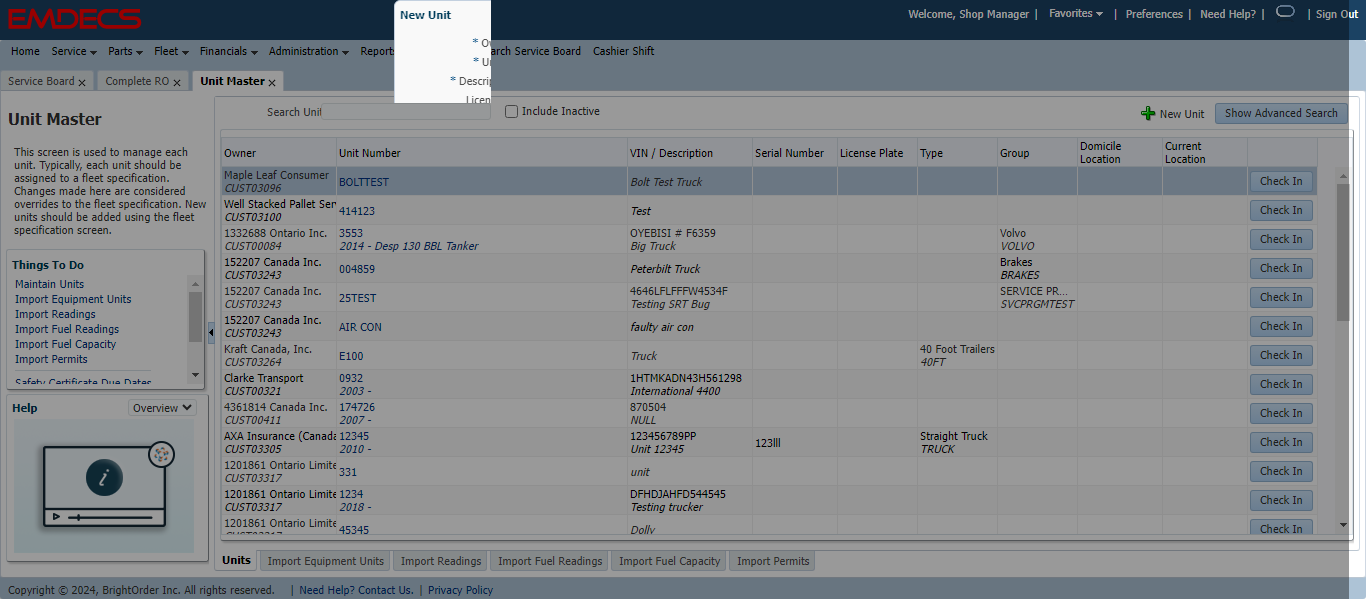 EMDECS
Welcome, Shop Manager | Favorites | Preferences | Need Help? | | Sign Out
New Unit
Home Service Parts Fleet Financials Administration Service Board Cashier Shift
Service Board x Complete RO x Unit Master x
Unit Master
This screen is used to manage each
unit. Typically, each unit should be
assigned to a fleet specification.
Changes made here are considered
overrides to the fleet specification. New
units should be added using the fleet
specification screen.
Things To Do
Maintain Units
Import Equipment Units
Import Readings
Import Fuel Readings
Import Fuel Capacity
Import Permits
Safety Certificate Due Dates
Help Overview
Search Include Inactive New Unit Show Advanced Search
Owner Unit Number VIN / Description Serial Number License Plate Type Group Domicile Location Current Location
Maple Leaf Consumer
CUST03096 BOLTTEST Bolt Test Truck Check In
Well Stacked Pallet
CUST03100 414123 Test Check In
1332688 Ontario Inc. 3553 OYEBISI # F6359 Volvo
CUST00084 2014 - Desp 130 BBL Tanker Big Truck VOLVO Check In
152207 Canada Inc. Brakes
CUST03243 004859 Peterbilt Truck BRAKES Check In
152207 Canada Inc. 4646LFLFFFW4534F SERVICE PR...
CUST03243 25TEST Testing SRT Bug SVCPRGMTEST Check In
152207 Canada Inc.
CUST03243 AIR CON faulty air con Check In
Kraft Canada, Inc. 40 Foot Trailers
CUST03264 E100 Truck 40FT Check In
Clarke Transport 0932 1HTMKADN43H561298
CUST00321 2003 - International 4400 Check In
4361814 Canada Inc. 174726 870504
CUST00411 2007 - NULL Check In
AXA Insurance 12345 123456789PP Straight Truck
CUST03305 2010 - Unit 12345 123lll TRUCK Check In
1201861 Ontario
CUST03317 331 unit Check In
1201861 Ontario 1234 DFHDJAHFD544545
CUST03317 2018 - Testing trucker Check In
1201861 Ontario
45345 Dolly Check In
Units Import Equipment Units Import Readings Import Fuel Readings Import Fuel Capacity Import Permits
Copyright © 2024, BrightOrder Inc. All rights reserved. | Need Help? Contact Us. | Privacy Policy